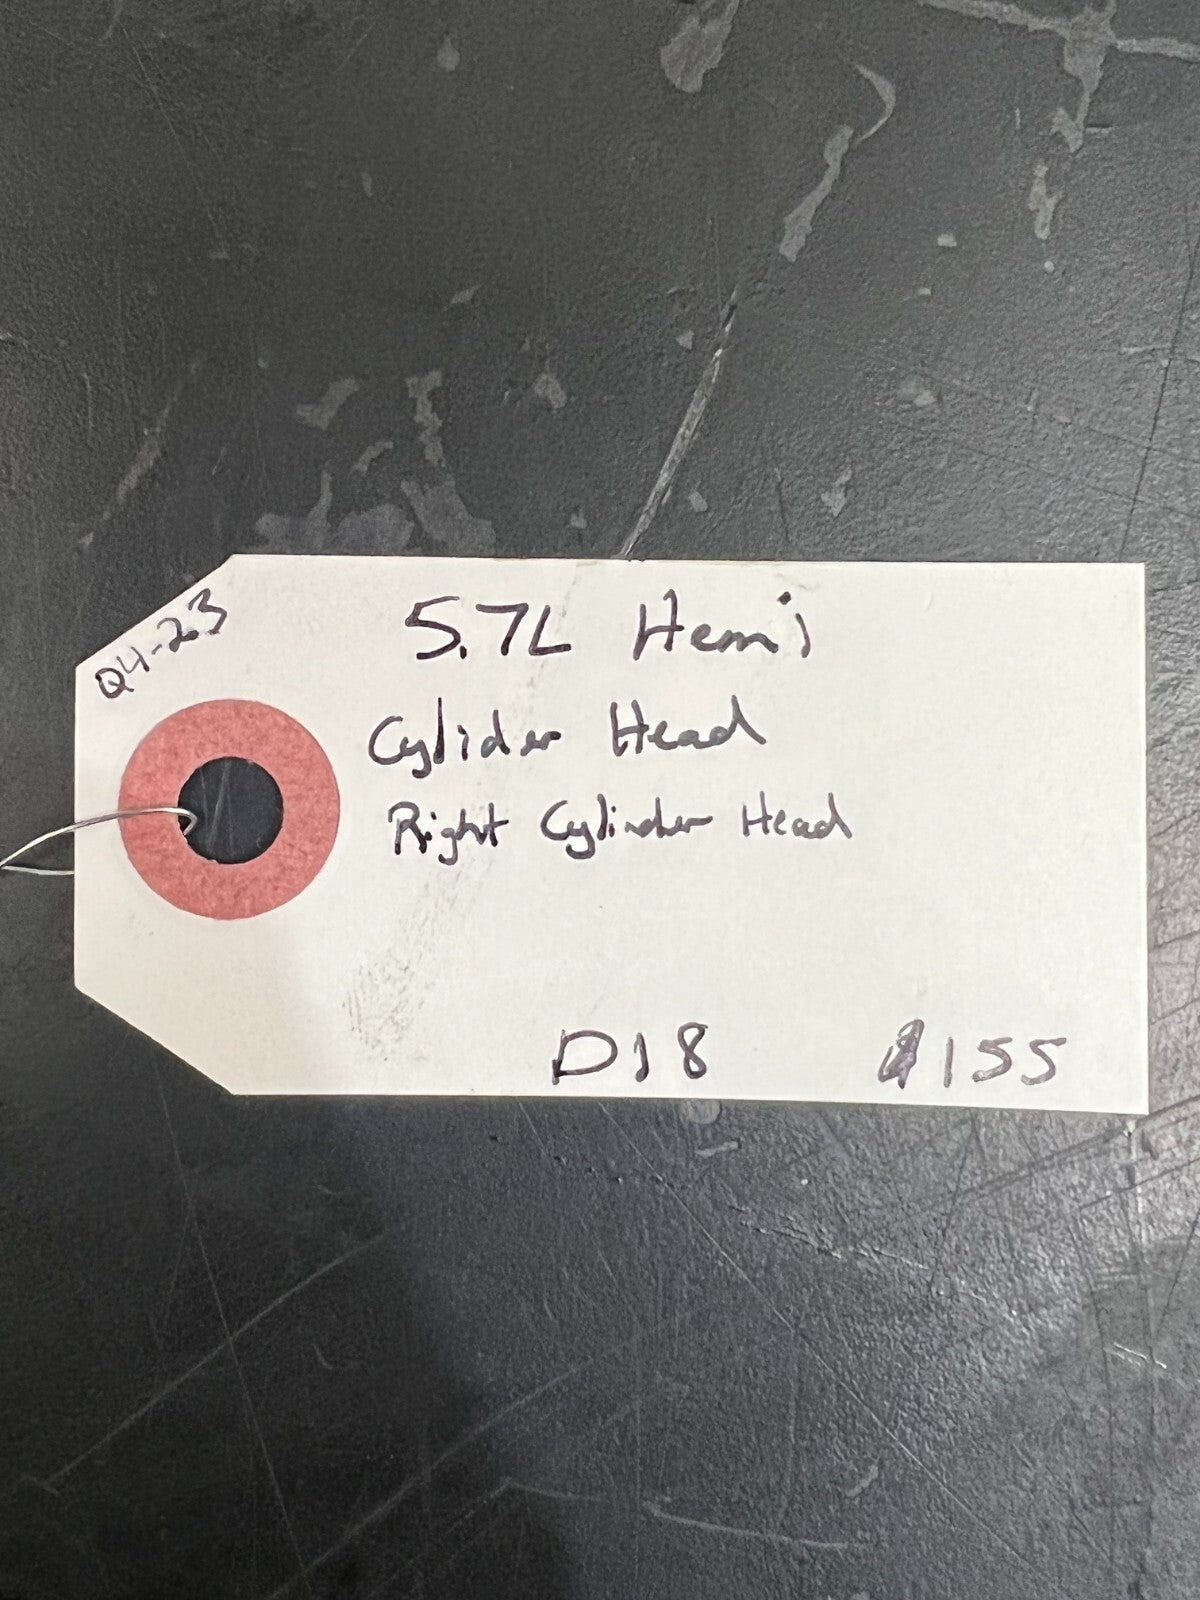 Q4-23
5.7L Hemi
Cylider Head
Right Cylinder Head
D18 155